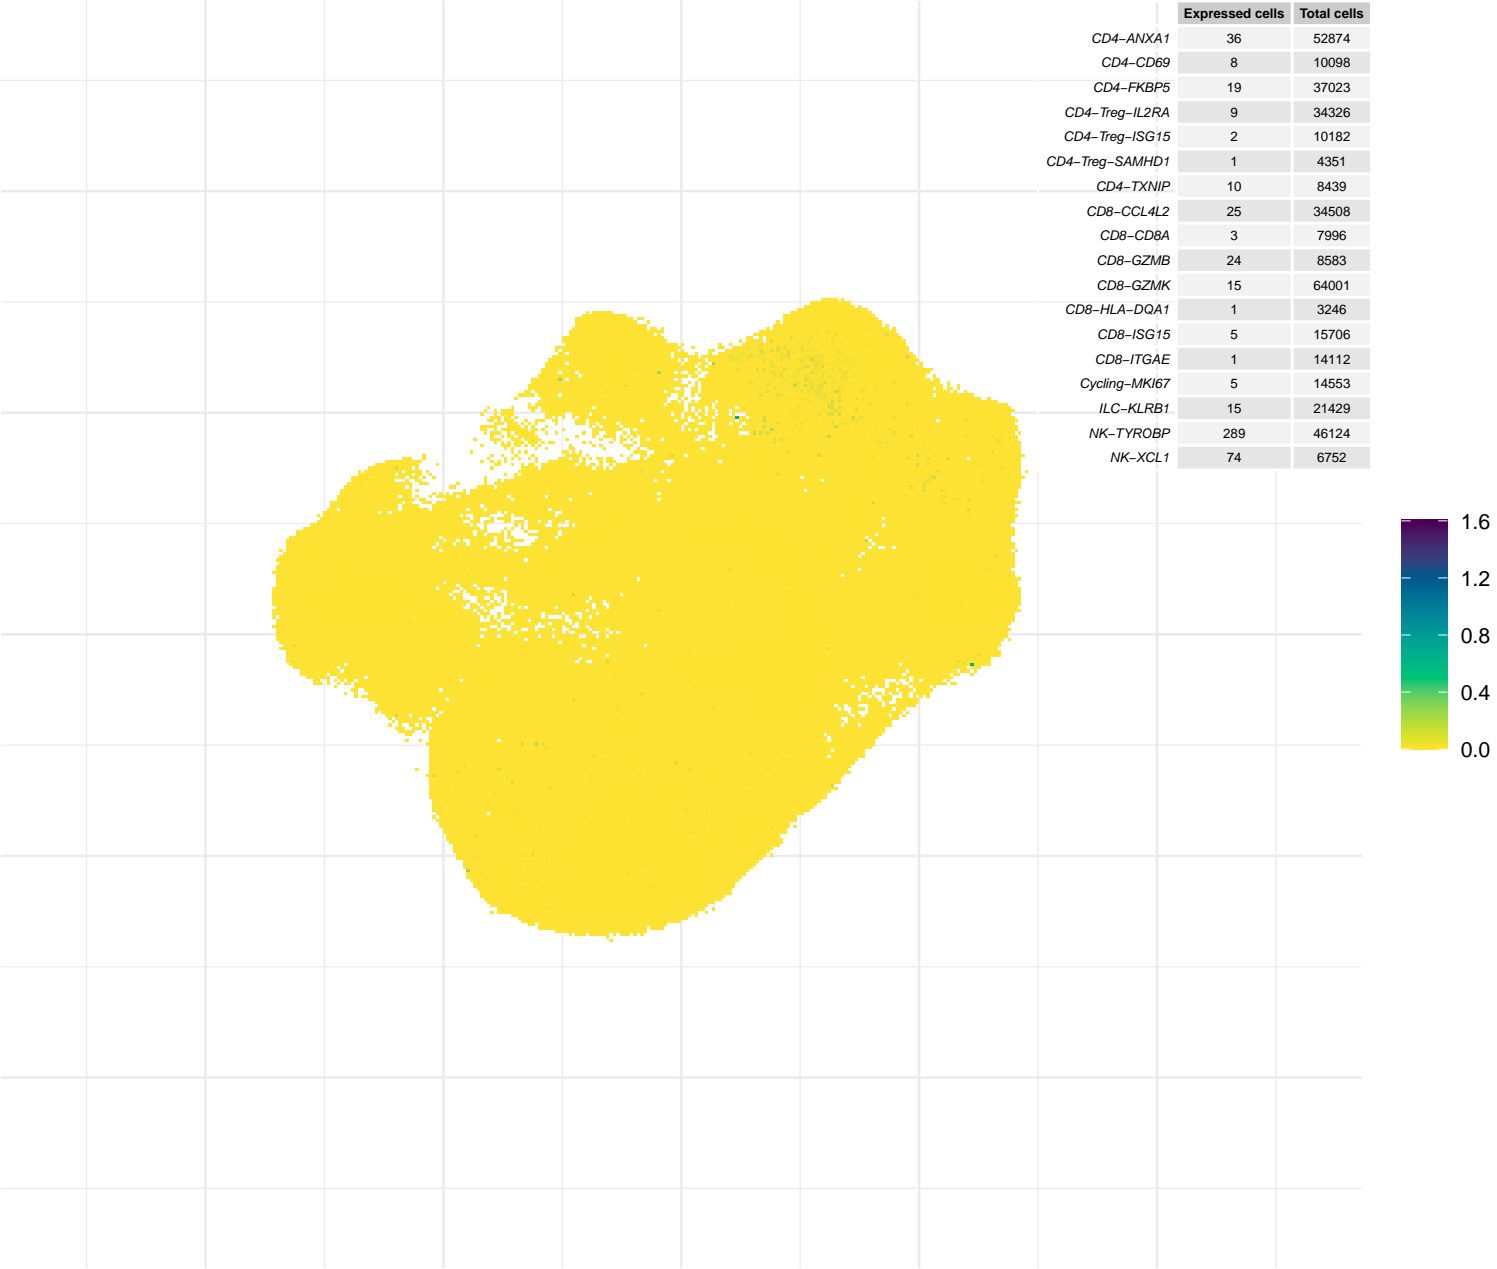 Expressed cells Total cells
CD4−ANXA1 36 52874
CD4−CD69 8 10098
CD4−FKBP5 19 37023
CD4−Treg−IL2RA 9 34326
CD4−Treg−ISG15 2 10182
CD4−Treg−SAMHD1 1 4351
CD4−TXNIP 10 8439
CD8−CCL4L2 25 34508
CD8−CD8A 3 7996
CD8−GZMB 24 8583
CD8−GZMK 15 64001
CD8−HLA−DQA1 1 3246
CD8−ISG15 5 15706
CD8−ITGAE 1 14112
Cycling−MKI67 5 14553
ILC−KLRB1 15 21429
NK−TYROBP 289 46124
NK−XCL1 74 6752
1.6
1.2
0.8
0.4
0.0